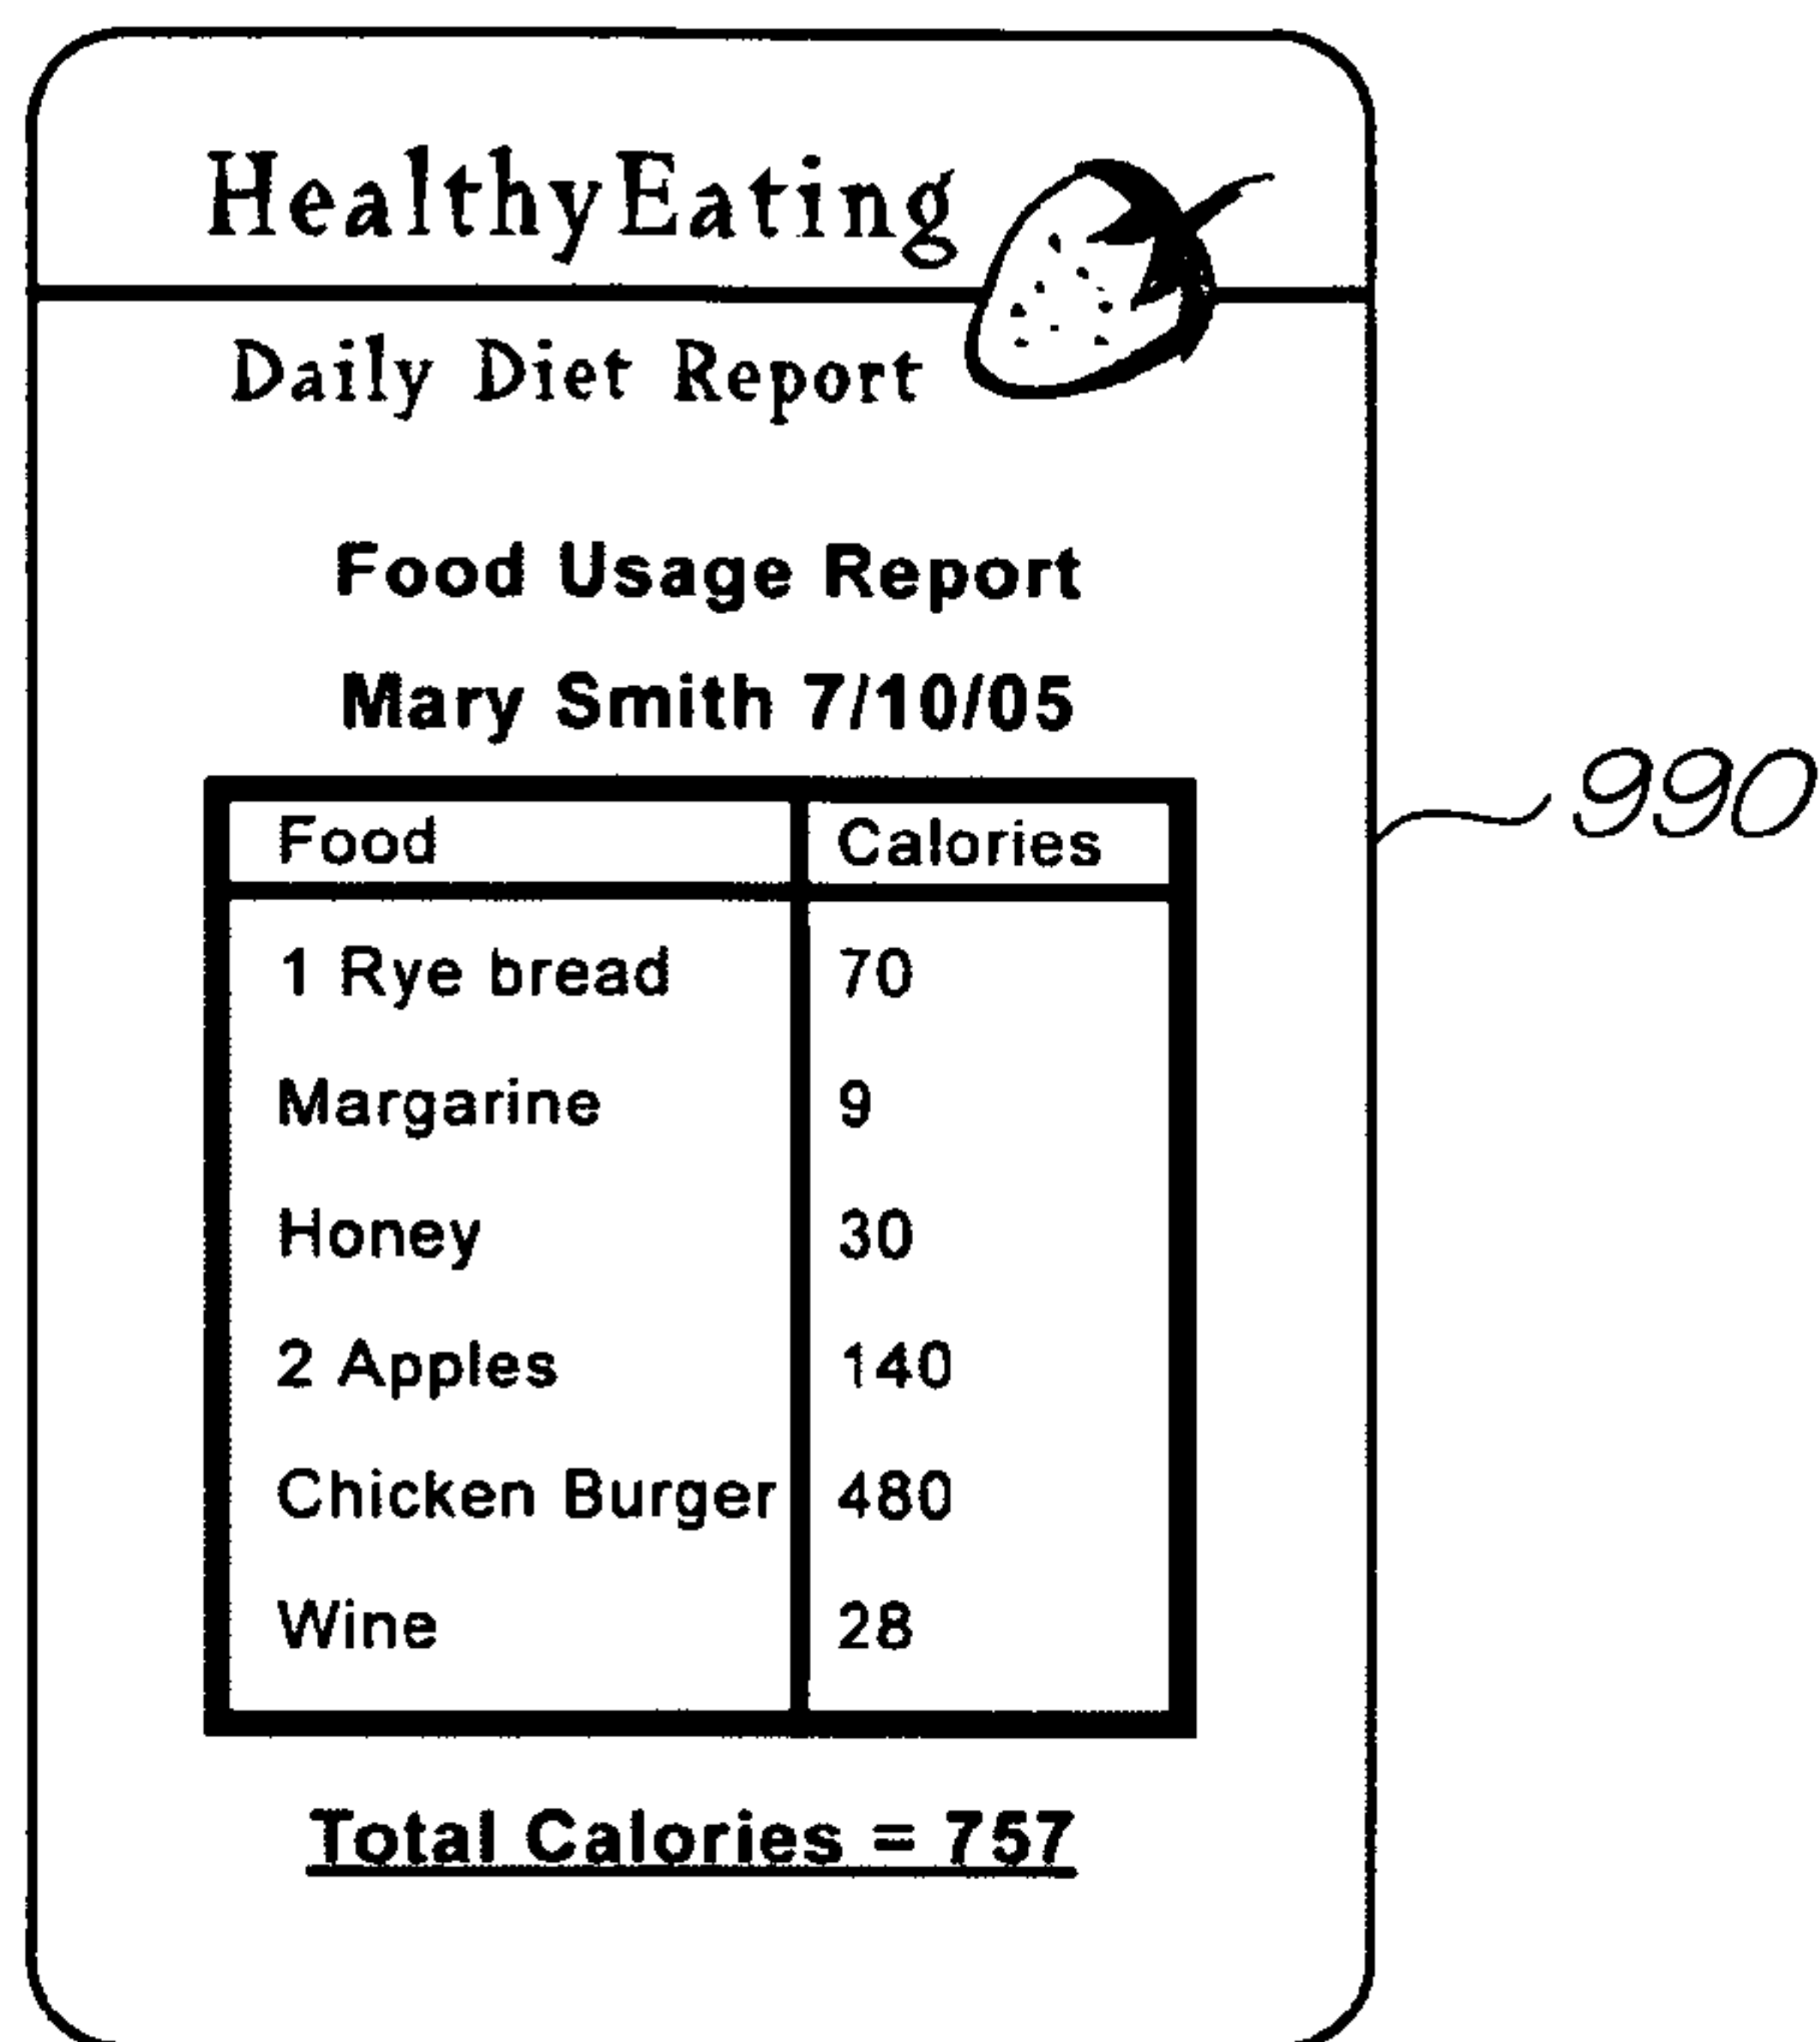 HealthyEating
Daily Diet Report
Food Usage Report
Mary Smith 7/10/05
990
Food Calories
1 Rye bread 70
Margarine 9
Honey 30
2 Apples 140
Chicken Burger 480
Wine 28
Total Calories = 757